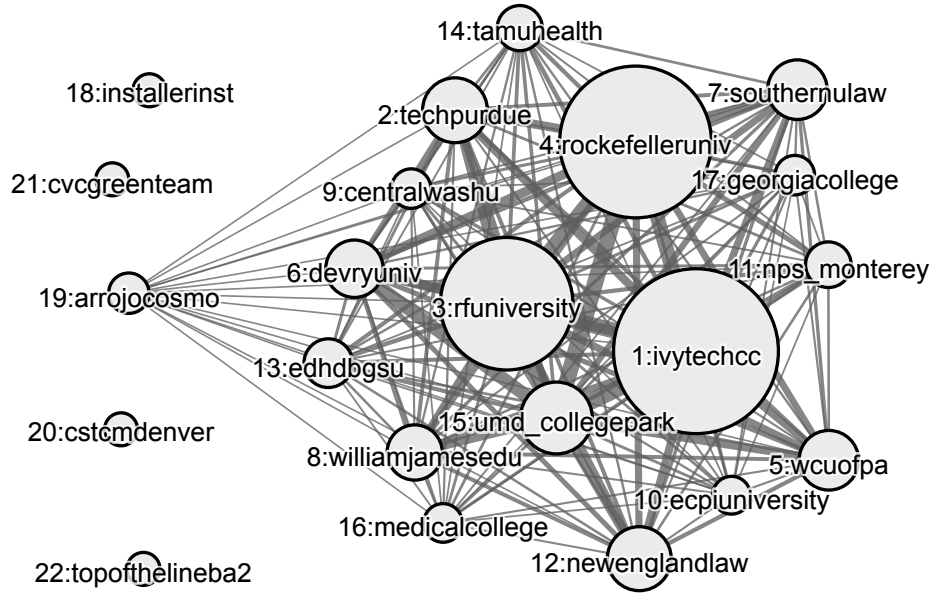 14:tamuhealth
18:installerinst
7:southernulaw
2:techpurdue
4:rockefelleruniv
21:cvcgreenteam
17:georgiacollege
9:centralwashu
6:devryuniv
11:nps_monterey
19:arrojocosmo
3:rfuniversity
1:ivytechcc
13:edhdbgsu
15:umd_collegepark
20:cstcmdenver
8:williamjamesedu
5:wcuofpa
10:ecpiuniversity
16:medicalcollege
12:newenglandlaw
22:topofthelineba2